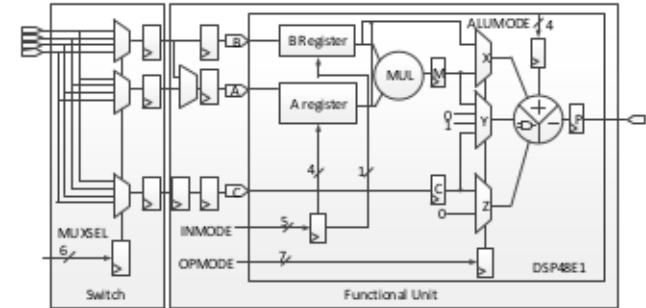 ALUMODE
4
B
B Register
X
MUL
M
A
A register
0
1
Y
P
4
1
C
C
Z
0
MUXSEL
6
INMODE
5
OPMODE
7
DSP48E1
Switch
Functional Unit